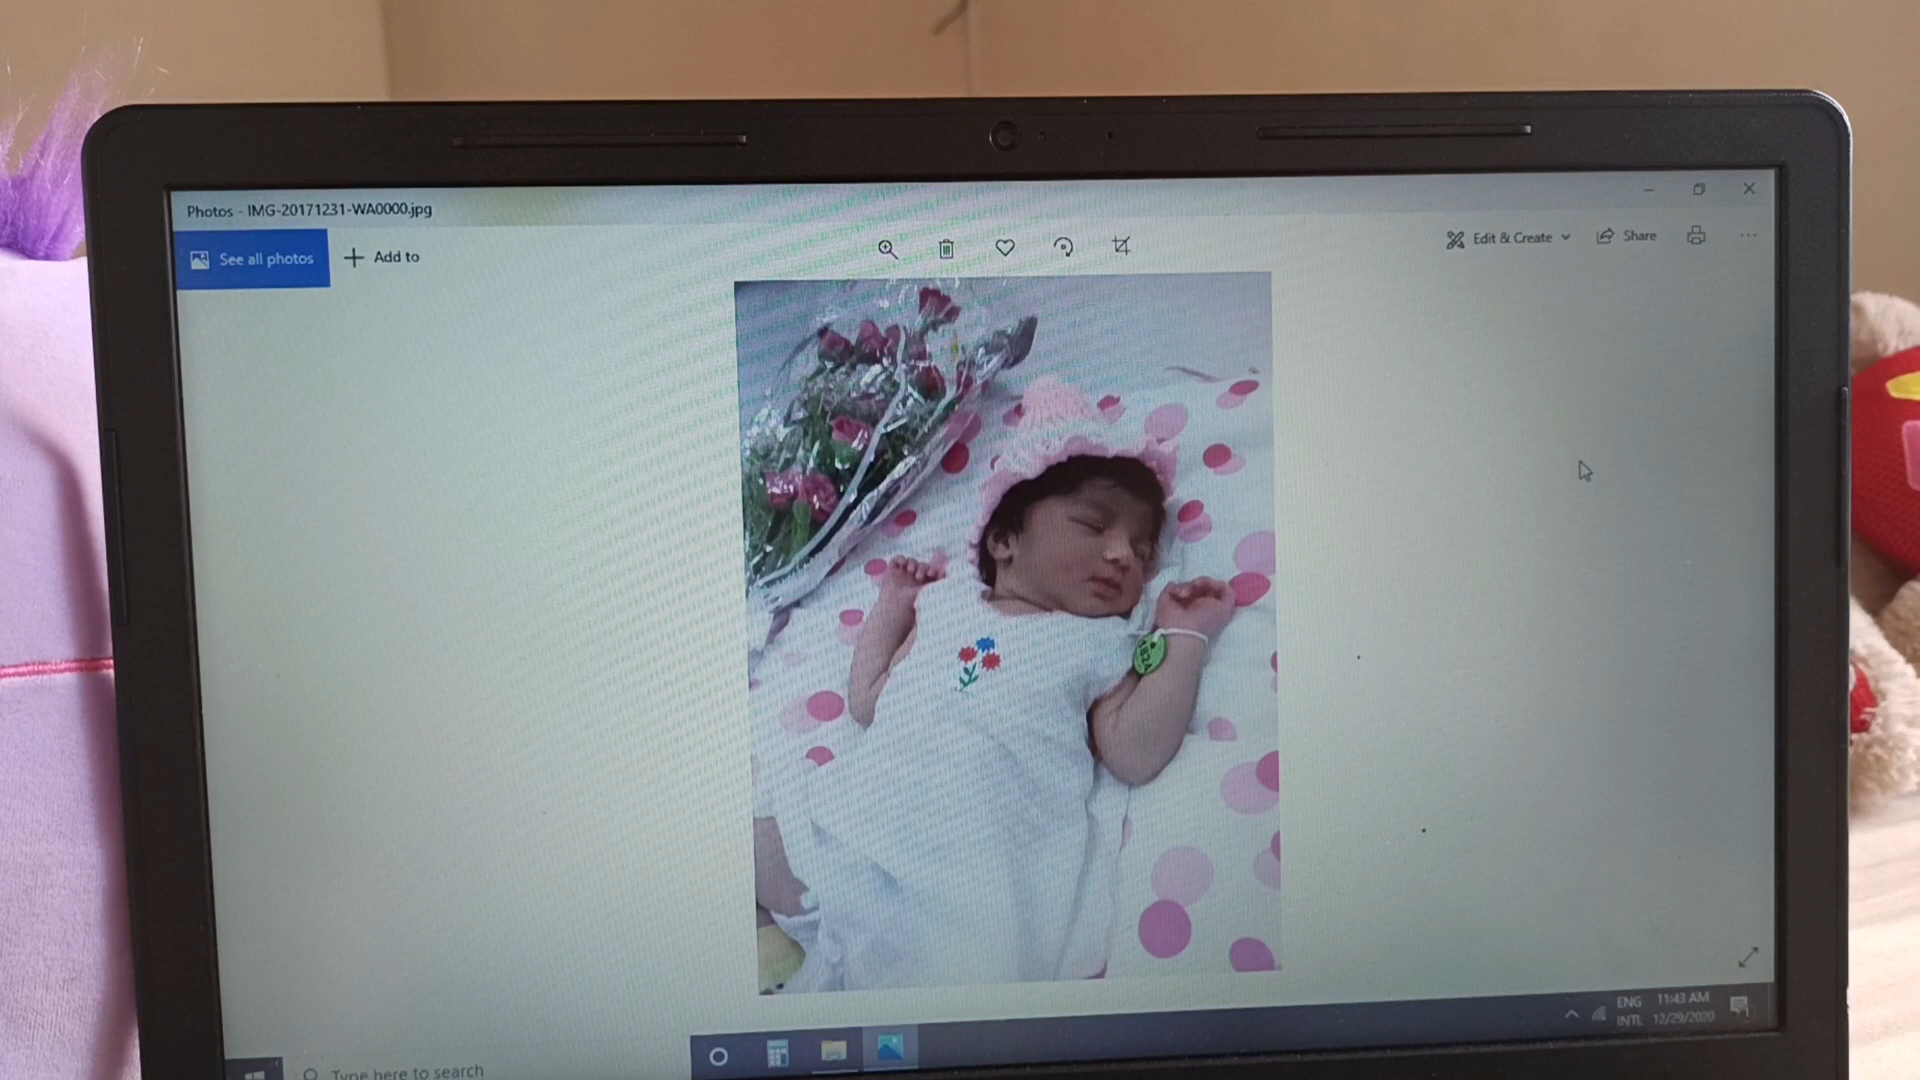 Photos - IMG-20171231-WA0000.jpg
See all photos
Add to
Edit & Create
Share
1824
ENG
INTL
11:43 AM
12/29/2020
Type here to search